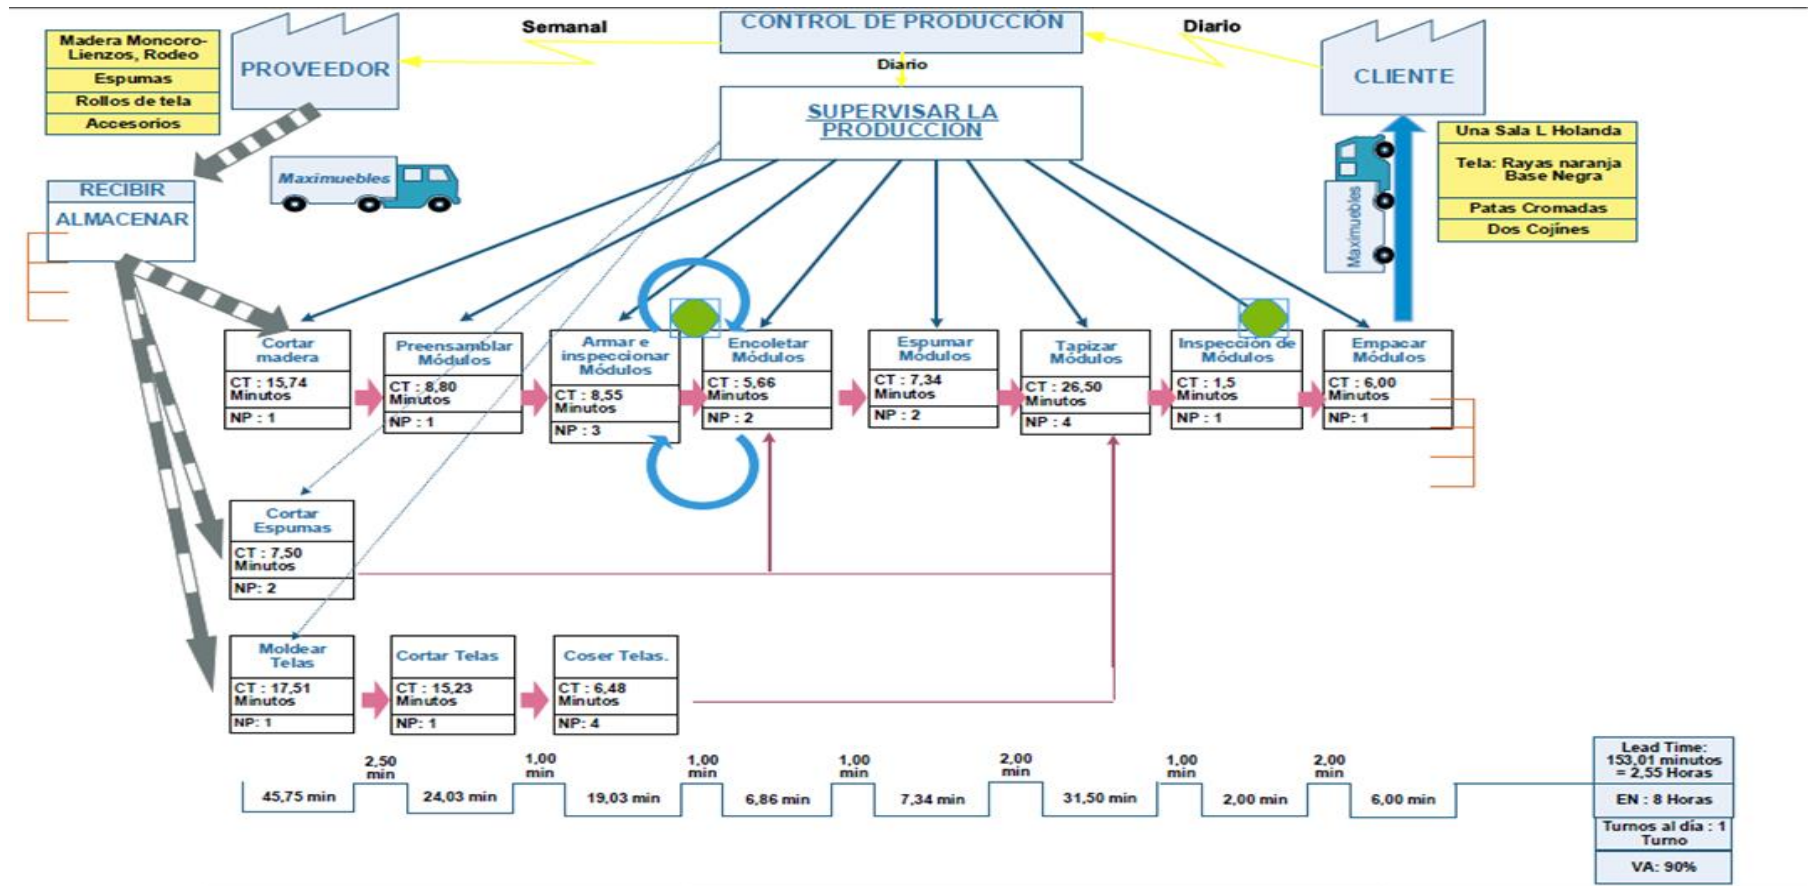 Semanal
CONTROL DE PRODUCCIÓN
Diario
Madera Moncoro-
Lienzos, Rodeo
Espumas
Rollos de tela
Accesorios
PROVEEDOR
Diario
CLIENTE
SUPERVISAR LA
PRODUCCION
Una Sala L Holanda
Tela: Rayas naranja
Base Negra
Patas Cromadas
Dos Cojínes
RECIBIR
ALMACENAR
Maximuebles
Maximuebles
Cortar
madera
CT : 15,74
Minutos
NP : 1
Preensamblar
Módulos
CT : 8,80
Minutos
NP : 1
Armar e
inspeccionar
Módulos
CT : 8,55
Minutos
NP : 3
Encoletar
Módulos
CT : 5,66
Minutos
NP : 2
Espumar
Módulos
CT : 7,34
Minutos
NP : 2
Tapizar
Módulos
CT : 26,50
Minutos
NP : 4
Inspección de
Módulos
CT : 1,5
Minutos
NP : 1
Empacar
Módulos
CT : 6,00
Minutos
NP: 1
Cortar
Espumas
CT : 7,50
Minutos
NP: 2
Moldear
Telas
CT : 17,51
Minutos
NP: 1
Cortar Telas
CT : 15,23
Minutos
NP: 1
Coser Telas.
CT : 6,48
Minutos
NP: 4
2,50
min
1,00
min
1,00
min
1,00
min
2,00
min
1,00
min
2,00
min
45,75 min
24,03 min
19,03 min
6,86 min
7,34 min
31,50 min
2,00 min
6,00 min
Lead Time:
153,01 minutos
= 2,55 Horas
EN : 8 Horas
Turnos al día : 1
Turno
VA: 90%